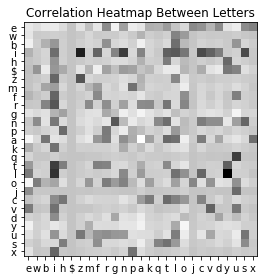 Correlation Heatmap Between Letters
e
w
b
i
h
$
z
m
f
r
g
n
p
a
k
q
t
l
o
j
c
v
d
y
u
s
x
e w b i h $ z m f r g n p a k q t l o j c v d y u s x